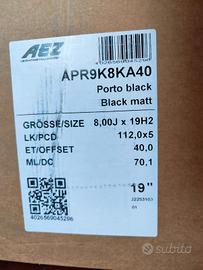 AEZ
APR9K8KA40
Porto black
Black matt
GRÖSSE/SIZE 8,00J x 19H2
LK/PCD 112,0x5
ET/OFFSET 40,0
ML/DC 70,1
19"
4026569045296
subito